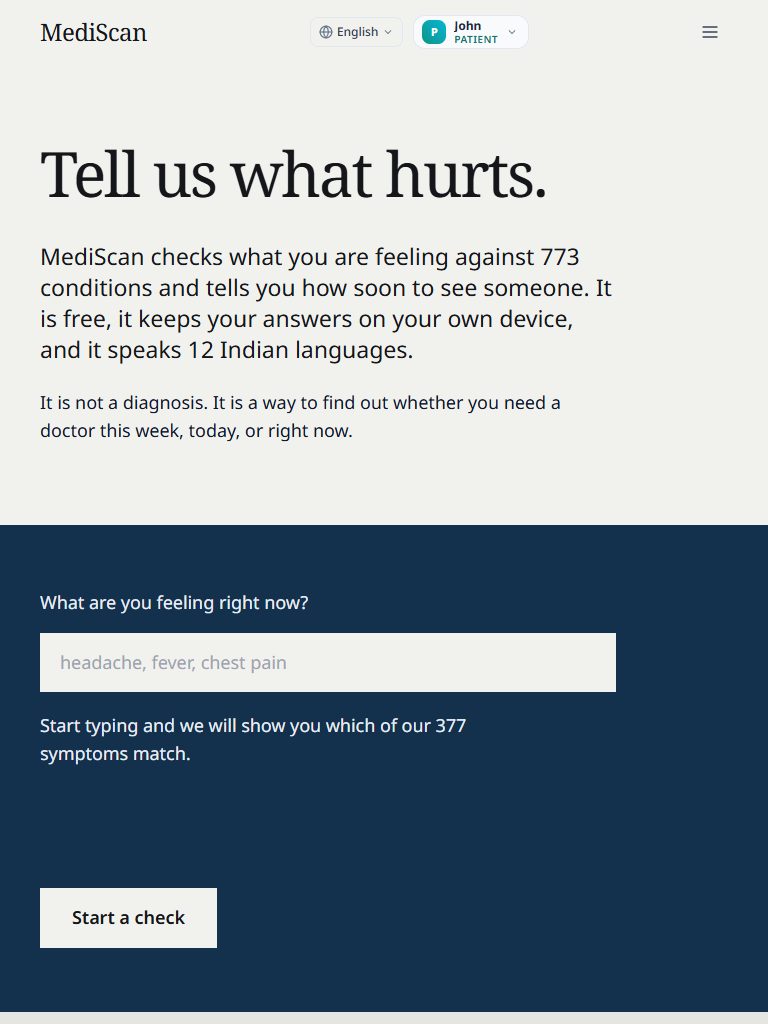 MediScan
English
P
John
PATIENT
Tell us what hurts.
MediScan checks what you are feeling against 773
conditions and tells you how soon to see someone. It
is free, it keeps your answers on your own device,
and it speaks 12 Indian languages.
It is not a diagnosis. It is a way to find out whether you need a
doctor this week, today, or right now.
What are you feeling right now?
headache, fever, chest pain
Start typing and we will show you which of our 377
symptoms match.
Start a check